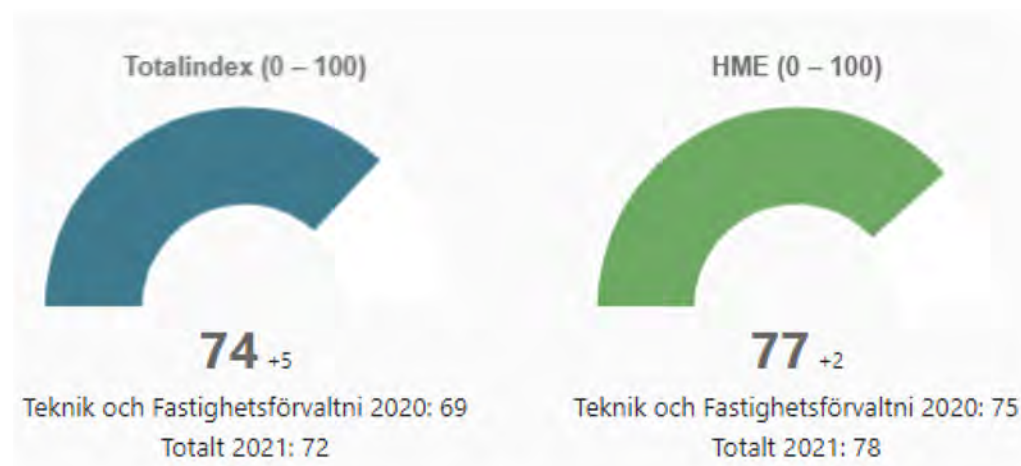 Totalindex (0 – 100)
74 +5
Teknik och Fastighetsförvaltni 2020: 69
Totalt 2021: 72
HME (0 – 100)
77 +2
Teknik och Fastighetsförvaltni 2020: 75
Totalt 2021: 78